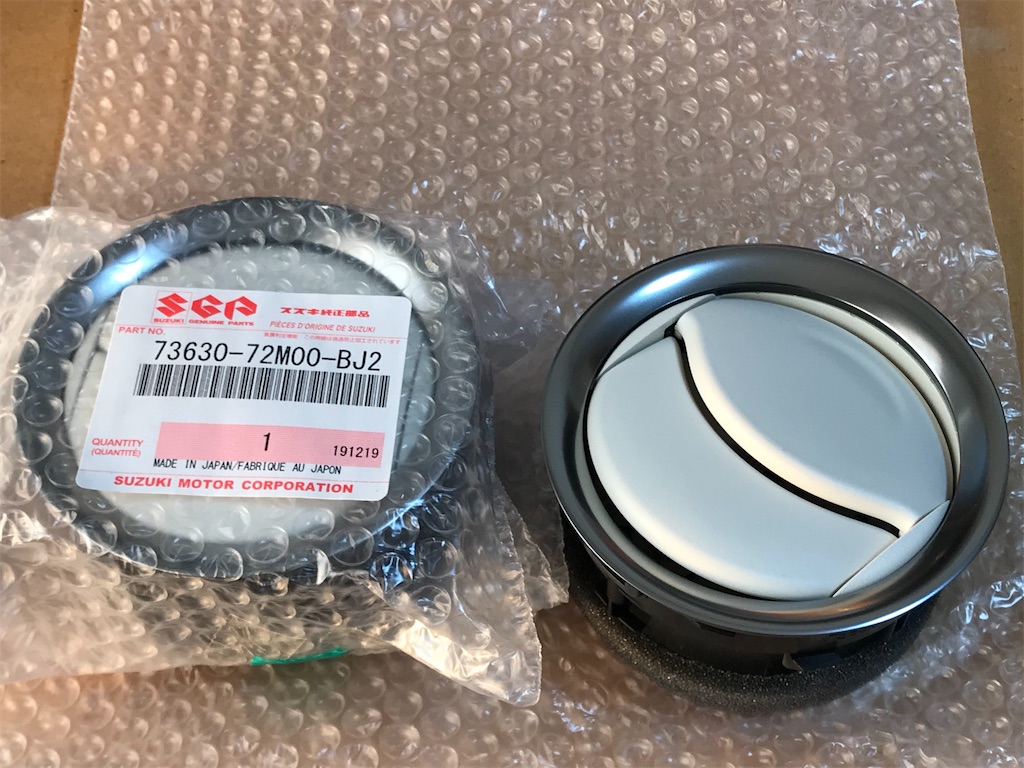 SGP
SUZUKI GENUINE PARTS
スズキ純正部品
PIÈCES D'ORIGINE DE SUZUKI
PART NO.
73630-72M00-BJ2
QUANTITY
(QUANTITÉ)
1
191219
MADE IN JAPAN/FABRIQUE AU JAPON
SUZUKI MOTOR CORPORATION